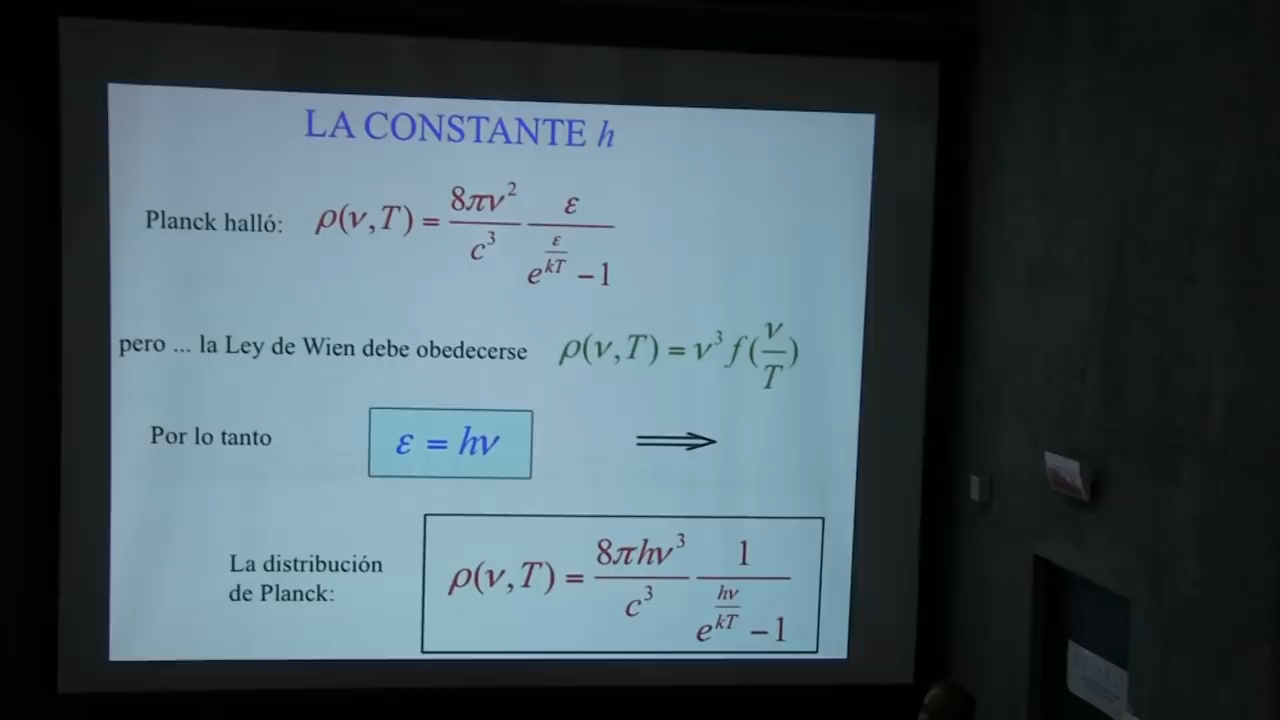 LA CONSTANTE h
Planck halló: ρ(ν,T) = 8πν²/c³ ε/(e^(ε/kT) − 1)
pero ... la Ley de Wien debe obedecerse ρ(ν,T) = ν³ f(ν/T)
Por lo tanto ε = hν ⟹
La distribución
de Planck: ρ(ν,T) = 8πhν³/c³ 1/(e^(hν/kT) − 1)